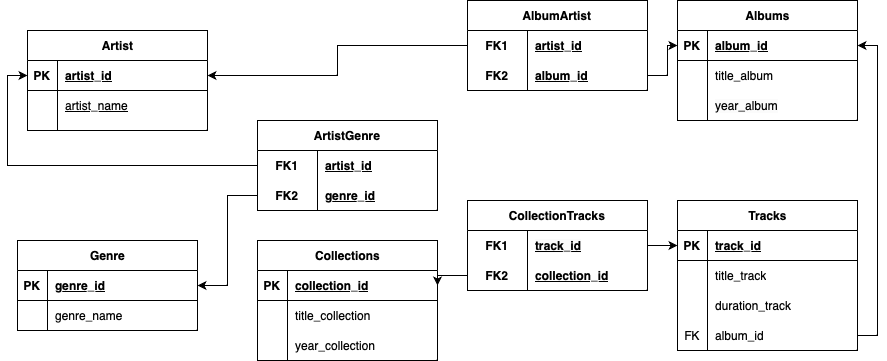 Artist
PK artist_id
artist_name
AlbumArtist
FK1 artist_id
FK2 album_id
Albums
PK album_id
title_album
year_album
ArtistGenre
FK1 artist_id
FK2 genre_id
Genre
PK genre_id
genre_name
Collections
PK collection_id
title_collection
year_collection
CollectionTracks
FK1 track_id
FK2 collection_id
Tracks
PK track_id
title_track
duration_track
FK album_id